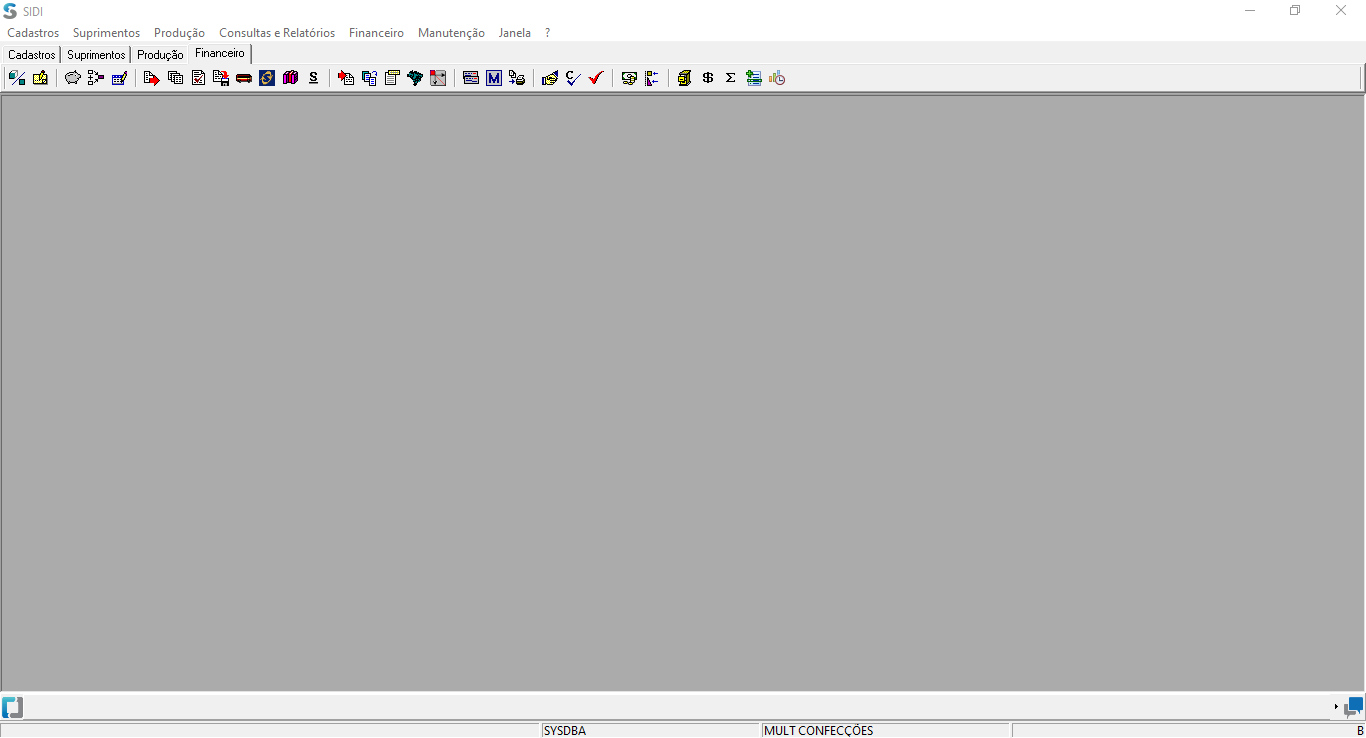 SIDI
Cadastros Suprimentos Produção Consultas e Relatórios Financeiro Manutenção Janela ?
Cadastros Suprimentos Produção Financeiro
S M C $ Σ
SYSDBA MULT CONFECÇÕES B